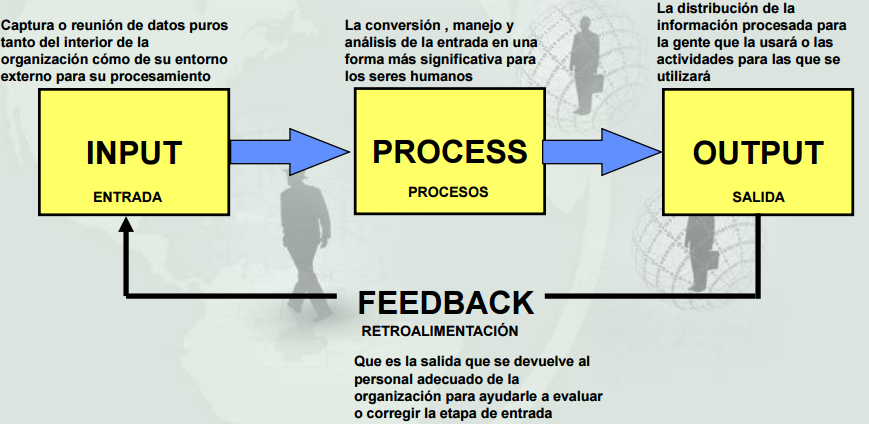 Captura o reunión de datos puros
tanto del interior de la
organización cómo de su entorno
externo para su procesamiento
La conversión , manejo y
análisis de la entrada en una
forma más significativa para
los seres humanos
La distribución de la
información procesada para
la gente que la usará o las
actividades para las que se
utilizará
INPUT
ENTRADA
PROCESS
PROCESOS
OUTPUT
SALIDA
FEEDBACK
RETROALIMENTACIÓN
Que es la salida que se devuelve al
personal adecuado de la
organización para ayudarle a evaluar
o corregir la etapa de entrada